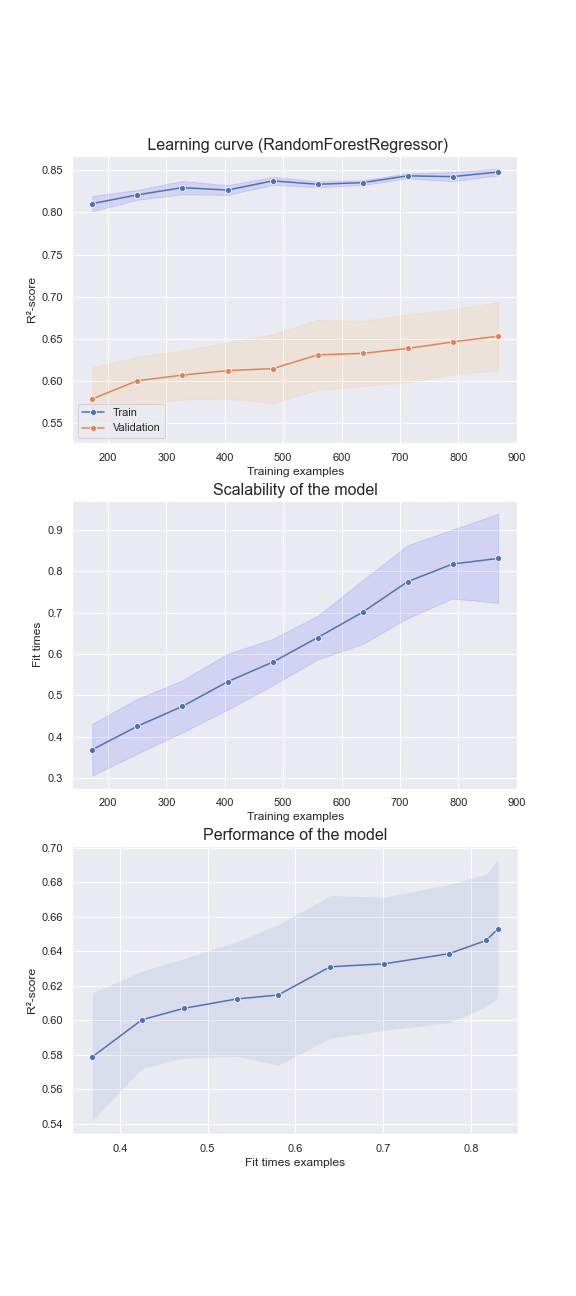 Learning curve (RandomForestRegressor)
0.85
0.80
0.75
0.70
0.65
0.60
0.55
R²-score
Train
Validation
200 300 400 500 600 700 800 900
Training examples
Scalability of the model
0.9
0.8
0.7
0.6
0.5
0.4
0.3
Fit times
200 300 400 500 600 700 800 900
Training examples
Performance of the model
0.70
0.68
0.66
0.64
0.62
0.60
0.58
0.56
0.54
R²-score
0.4 0.5 0.6 0.7 0.8
Fit times examples